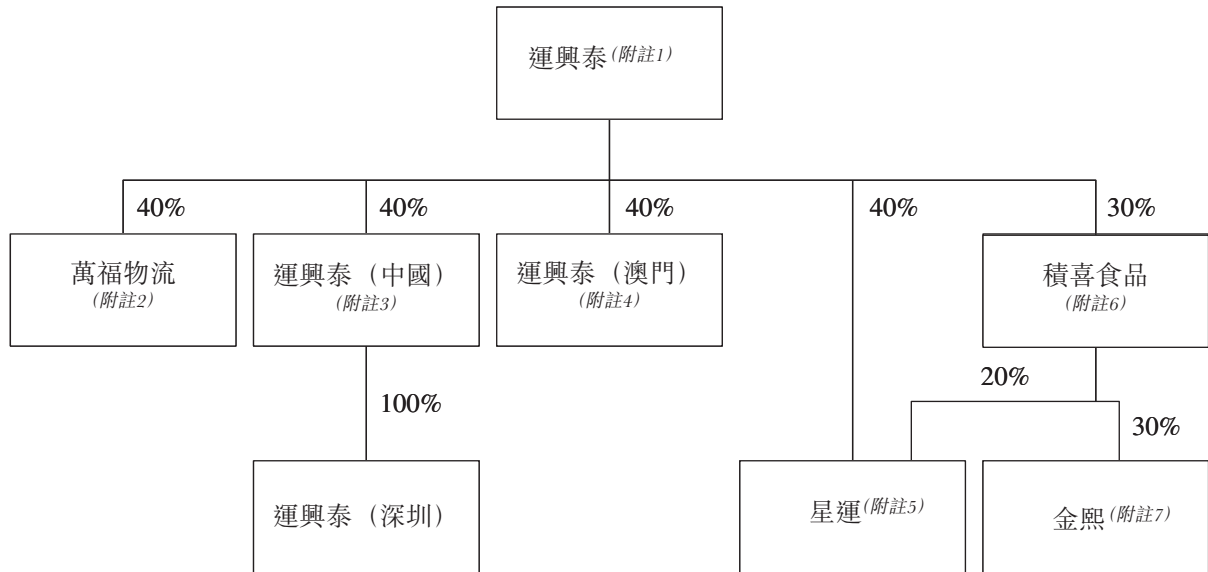 運興泰(附註1)
40%
40%
40%
40%
30%
萬福物流
(附註2)
運興泰（中國）
(附註3)
運興泰（澳門）
(附註4)
積喜食品
(附註6)
100%
20%
30%
運興泰（深圳）
星運(附註5)
金熙(附註7)